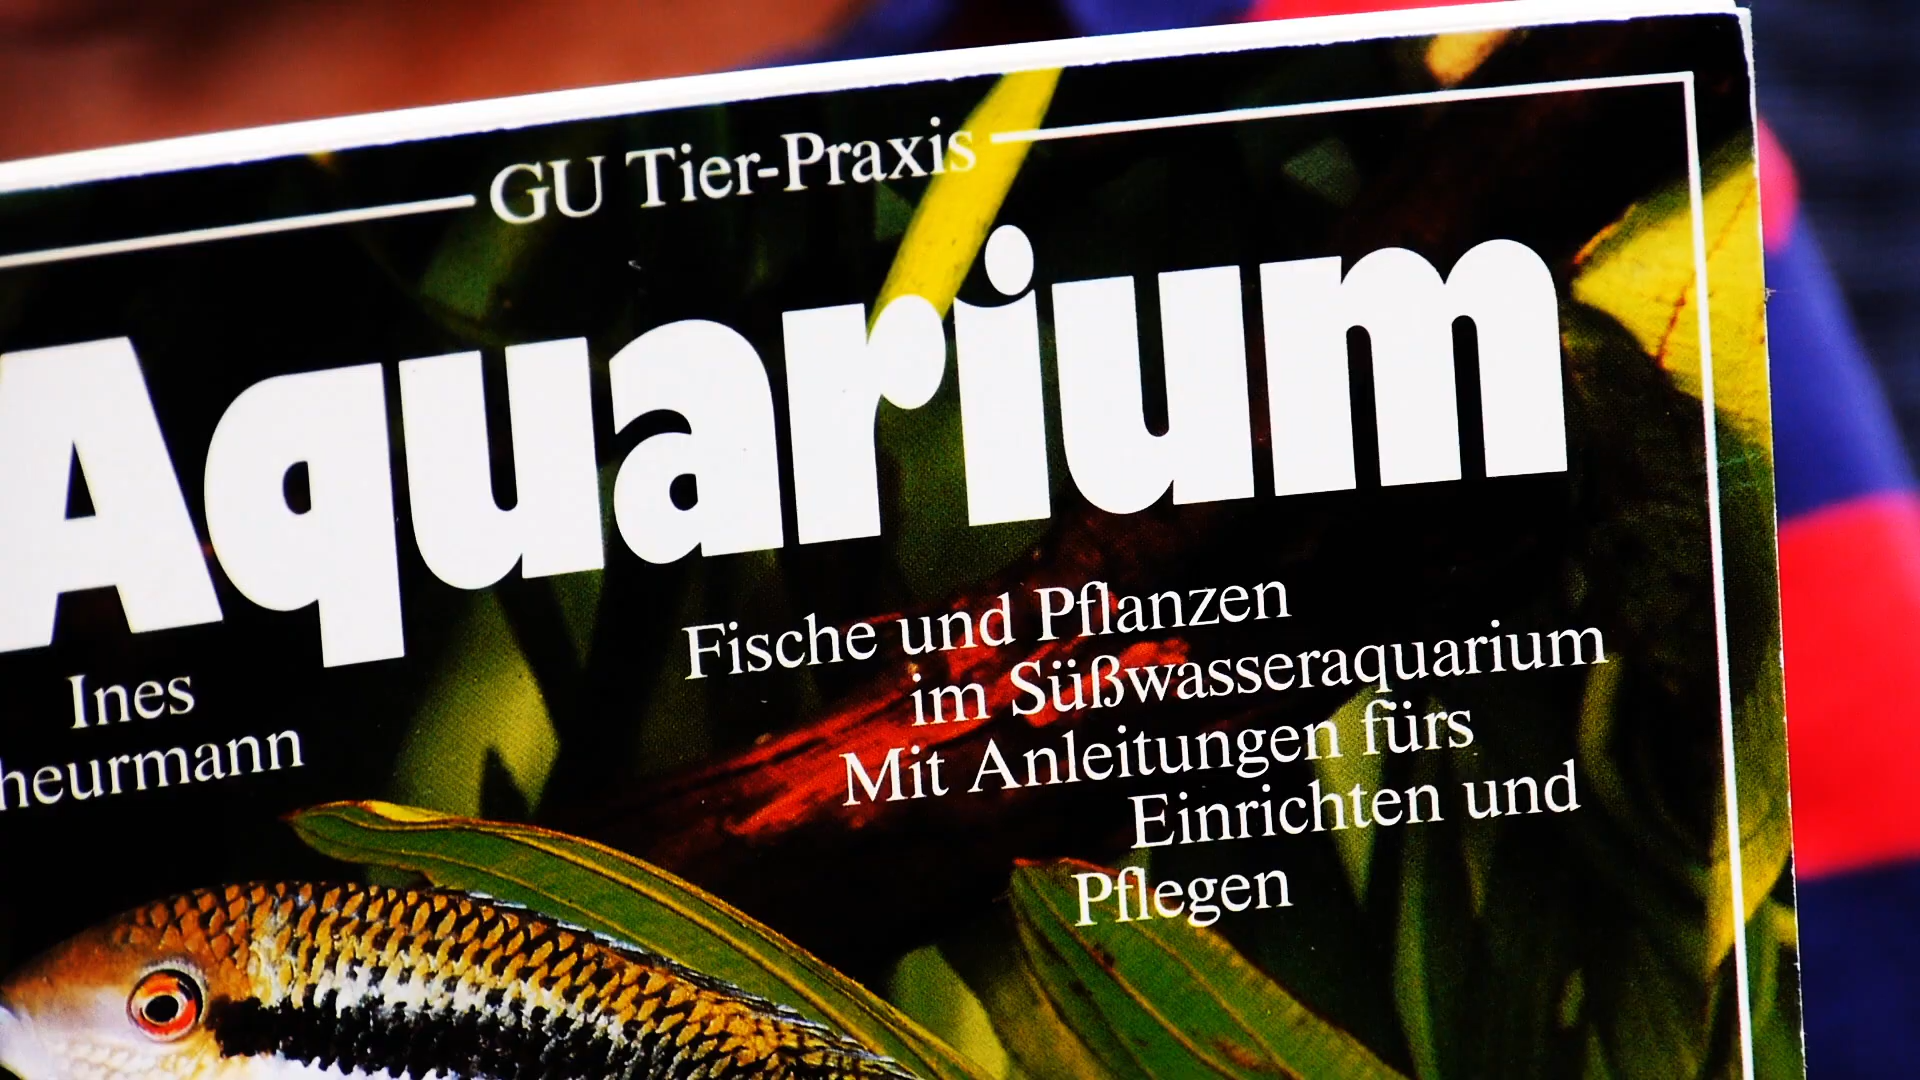 GU Tier-Praxis
Aquarium
Ines
heurmann
Fische und Pflanzen
im Süßwasseraquarium
Mit Anleitungen fürs
Einrichten und
Pflegen